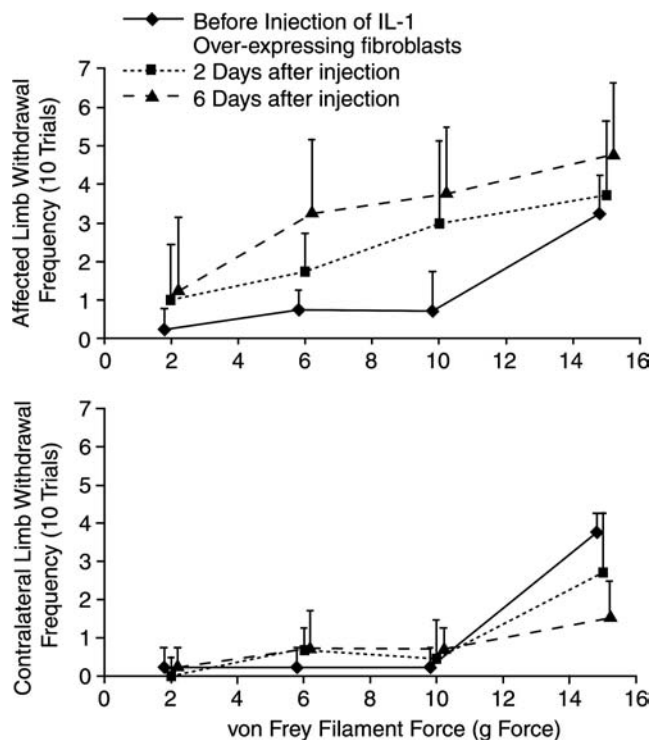 Before Injection of IL-1
Over-expressing fibroblasts
2 Days after injection
6 Days after injection
Affected Limb Withdrawal
Frequency (10 Trials)
7
6
5
4
3
2
1
0
0 2 4 6 8 10 12 14 16
Contralateral Limb Withdrawal
Frequency (10 Trials)
7
6
5
4
3
2
1
0
0 2 4 6 8 10 12 14 16
von Frey Filament Force (g Force)